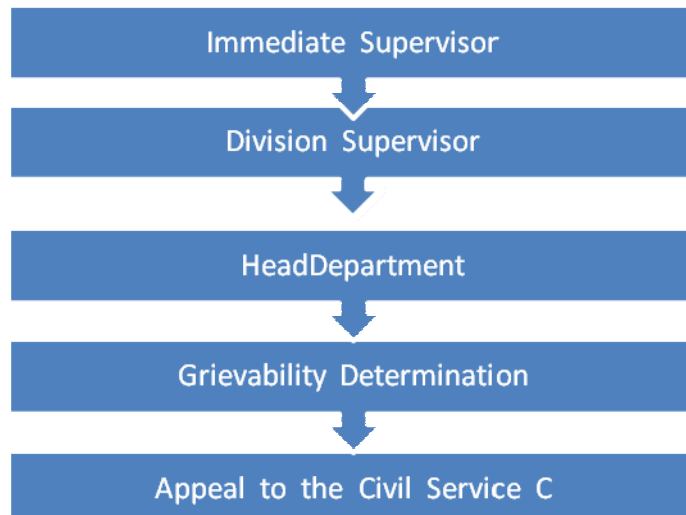 Immediate Supervisor
Division Supervisor
HeadDepartment
Grievability Determination
Appeal to the Civil Service C